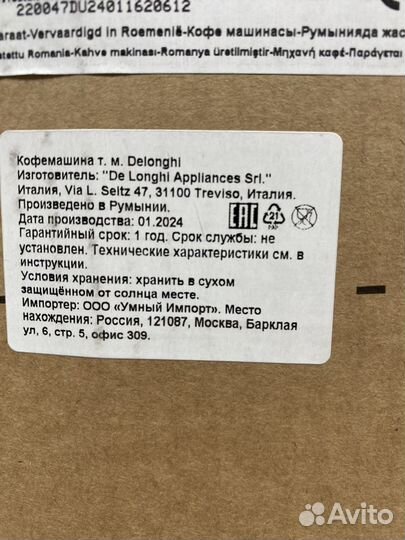 220047DU24011620612
araat-Vervaardigd in Roemenië-Кофе машинасы-Румынияда жас
Romania-Kahve makinası-Romanya üretilmiştir-Μηχανή καφέ-Παράγεται
Кофемашина т. м. Delonghi
Изготовитель: "De Longhi Appliances Srl."
Италия, Via L. Seitz 47, 31100 Treviso, Италия.
Произведено в Румынии.
Дата производства: 01.2024
Гарантийный срок: 1 год. Срок службы: не
установлен. Технические характеристики см. в
инструкции.
Условия хранения: хранить в сухом
защищённом от солнца месте.
Импортер: ООО «Умный Импорт». Место
нахождения: Россия, 121087, Москва, Барклая
ул, 6, стр. 5, офис 309.
EAC
21
PAP
Avito